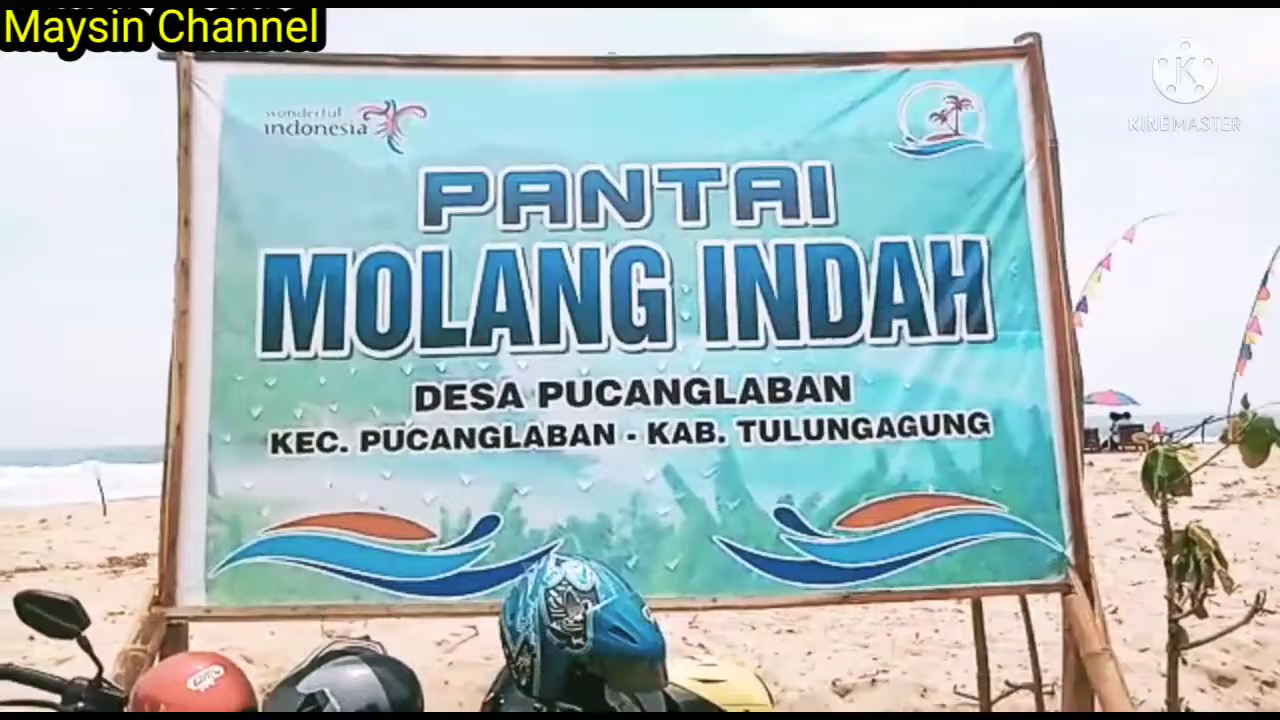 Maysin Channel
KINEMASTER
wonderful
indonesia
PANTAI
MOLANG INDAH
DESA PUCANGLABAN
KEC. PUCANGLABAN - KAB. TULUNGAGUNG